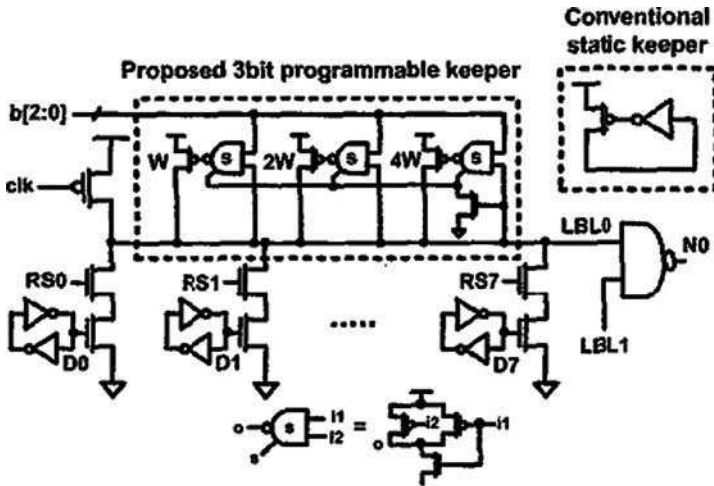 Conventional
static keeper
Proposed 3bit programmable keeper
b[2:0]
W
s
2W
s
4W
s
clk
LBL0
N0
RS0
RS1
RS7
LBL1
D0
D1
.....
D7
o
s
i1
i2
s
=
i2
i1
o